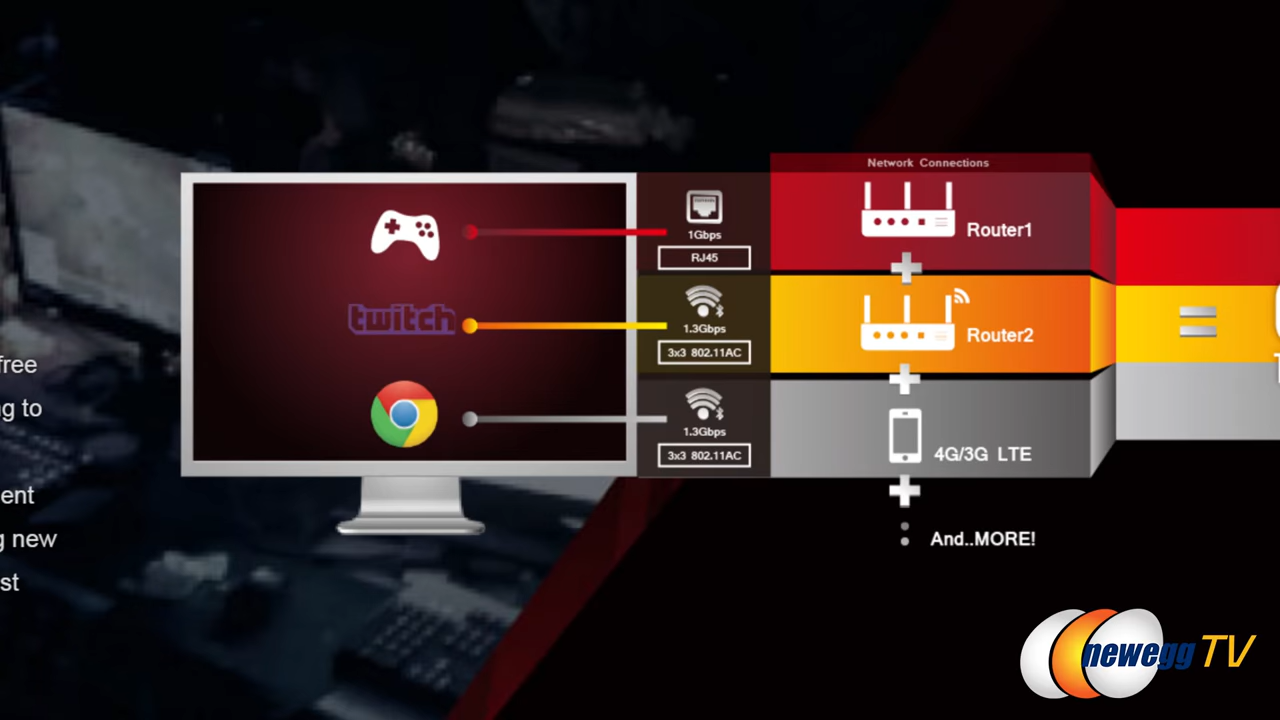 free
ng to
ent
g new
st
twitch
1Gbps
RJ45
1.3Gbps
3x3 802.11AC
1.3Gbps
3x3 802.11AC
Network Connections
Router1
+
Router2
+
4G/3G LTE
+
And..MORE!
=
newegg TV